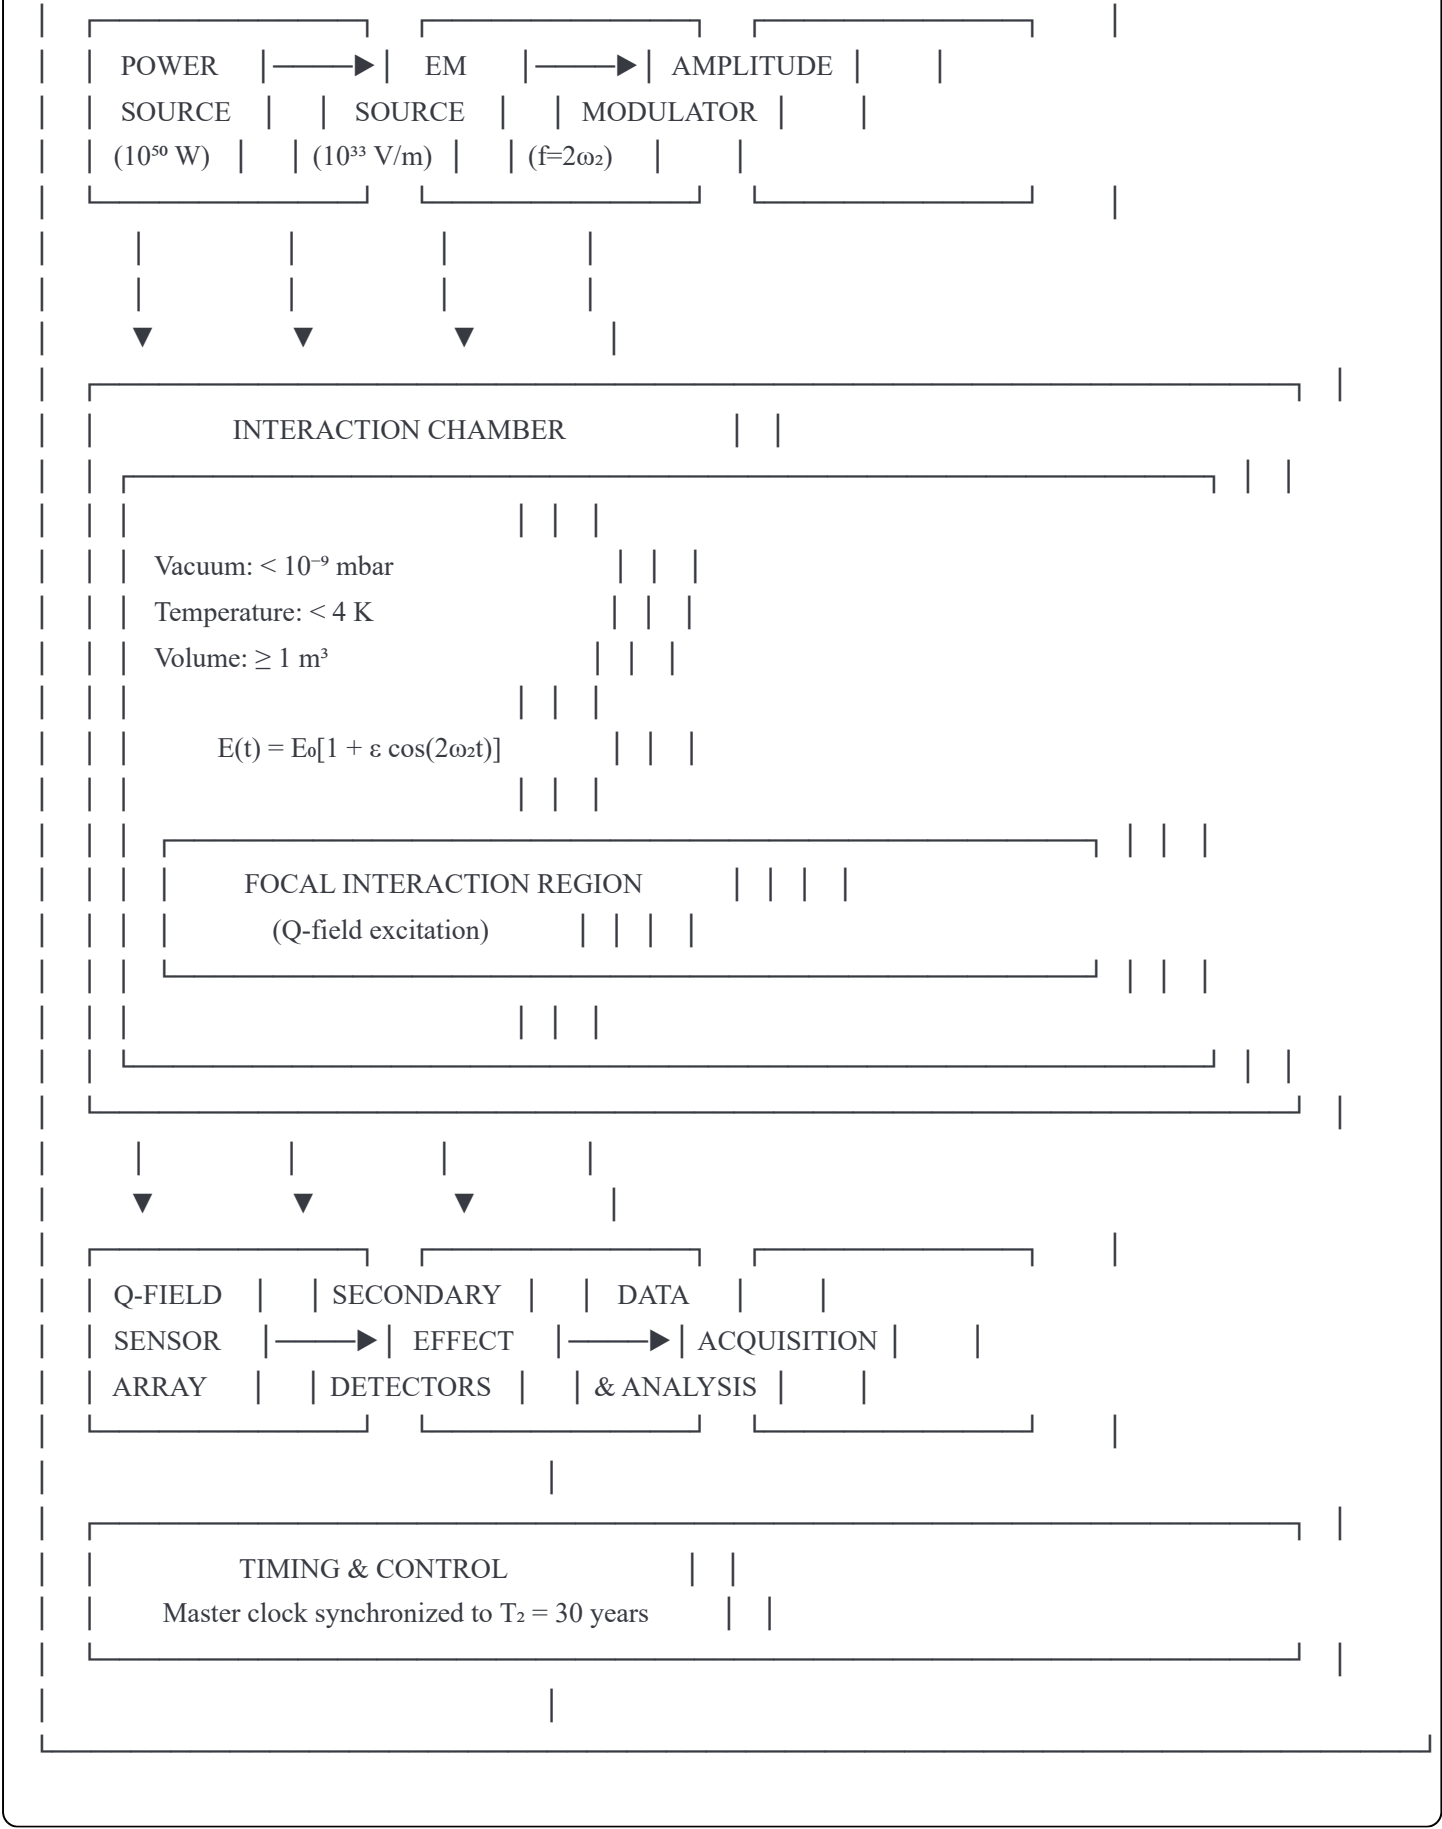 POWER EM AMPLITUDE
SOURCE SOURCE MODULATOR
(10⁵⁰ W) (10³³ V/m) (f=2ω₂)
INTERACTION CHAMBER
Vacuum: < 10⁻⁹ mbar
Temperature: < 4 K
Volume: ≥ 1 m³
E(t) = E₀[1 + ε cos(2ω₂t)]
FOCAL INTERACTION REGION
(Q-field excitation)
Q-FIELD SECONDARY DATA
SENSOR EFFECT ACQUISITION
ARRAY DETECTORS & ANALYSIS
TIMING & CONTROL
Master clock synchronized to T₂ = 30 years